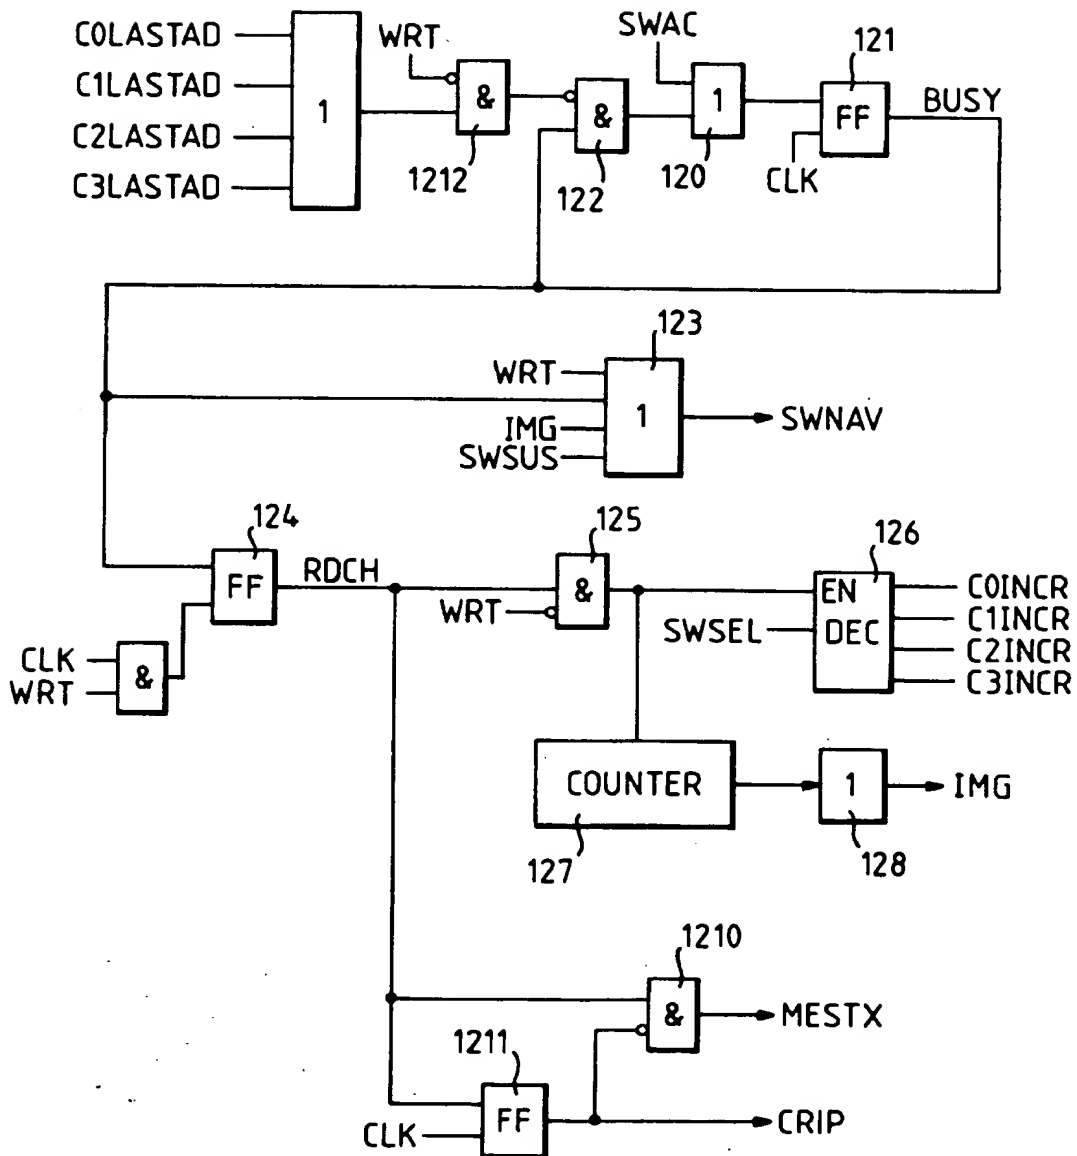 C0LASTAD
C1LASTAD
C2LASTAD
C3LASTAD
1
WRT
&
1212
&
122
SWAC
1
120
121
FF
CLK
BUSY
123
WRT
IMG
SWSUS
1
SWNAV
124
FF
RDCH
CLK
WRT
&
125
&
WRT
126
EN
DEC
SWSEL
C0INCR
C1INCR
C2INCR
C3INCR
COUNTER
127
1
128
IMG
1210
&
MESTX
1211
FF
CLK
CRIP